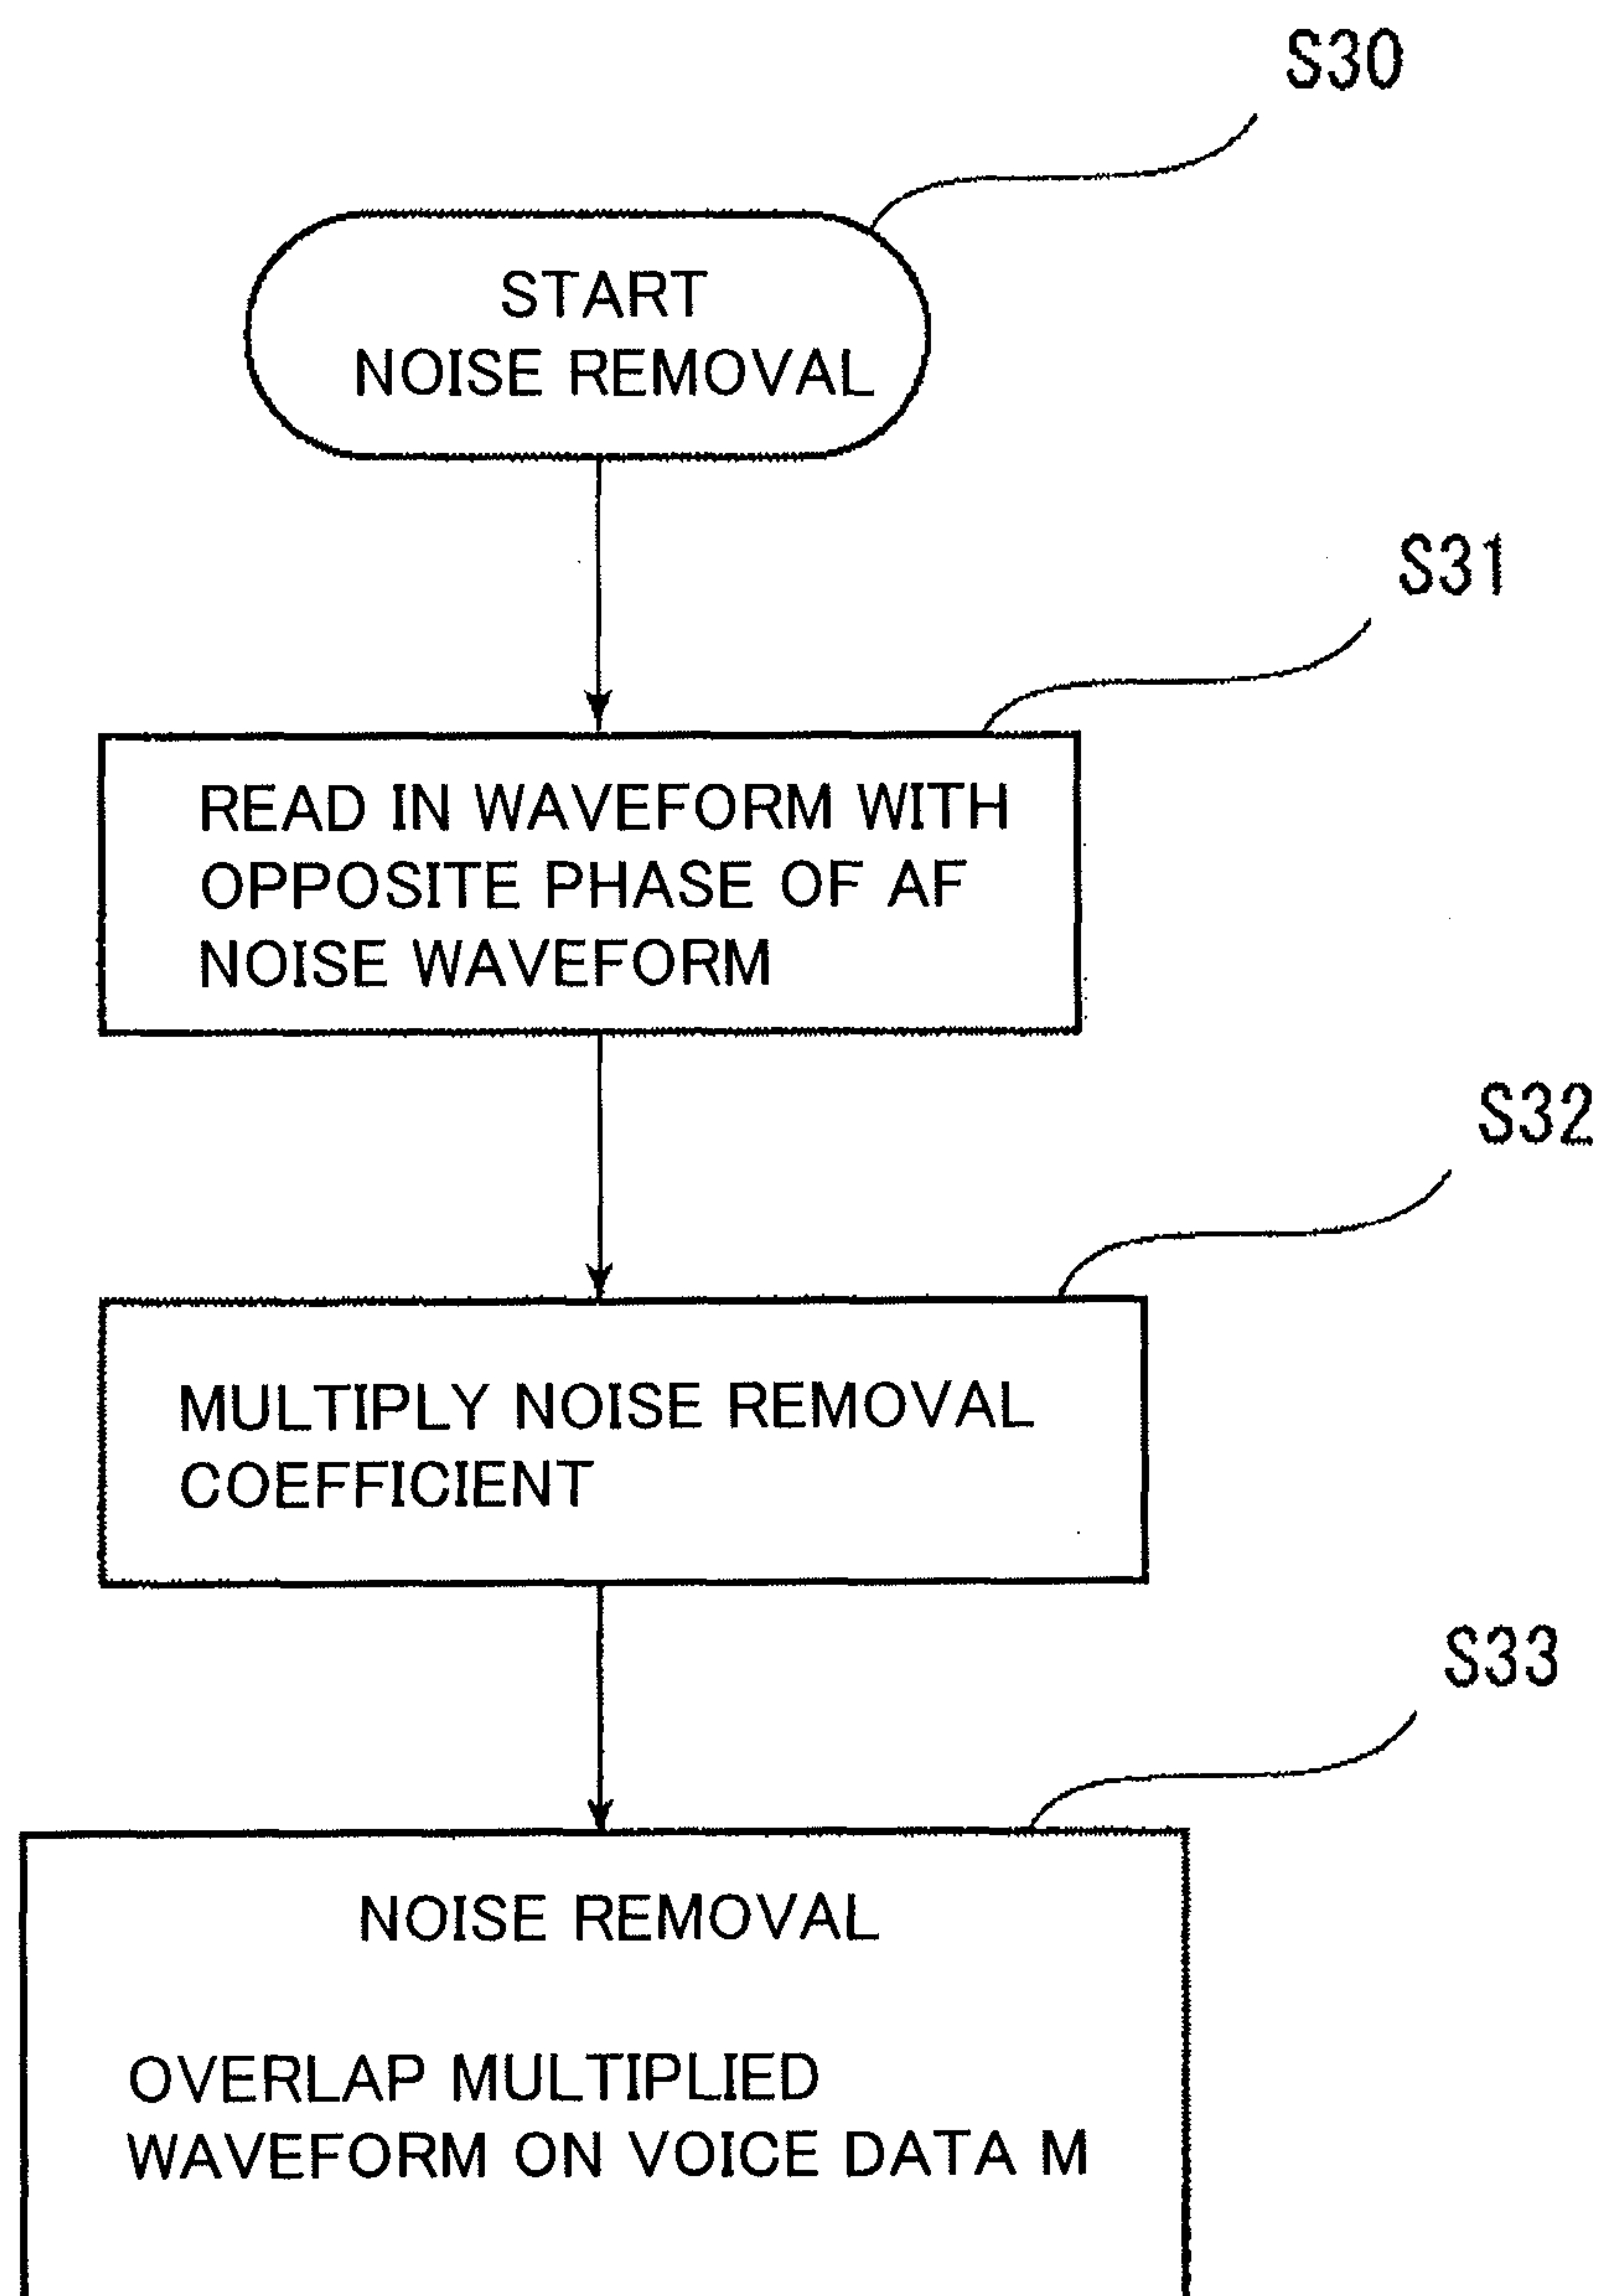 S30
START
NOISE REMOVAL
S31
READ IN WAVEFORM WITH
OPPOSITE PHASE OF AF
NOISE WAVEFORM
S32
MULTIPLY NOISE REMOVAL
COEFFICIENT
S33
NOISE REMOVAL
OVERLAP MULTIPLIED
WAVEFORM ON VOICE DATA M